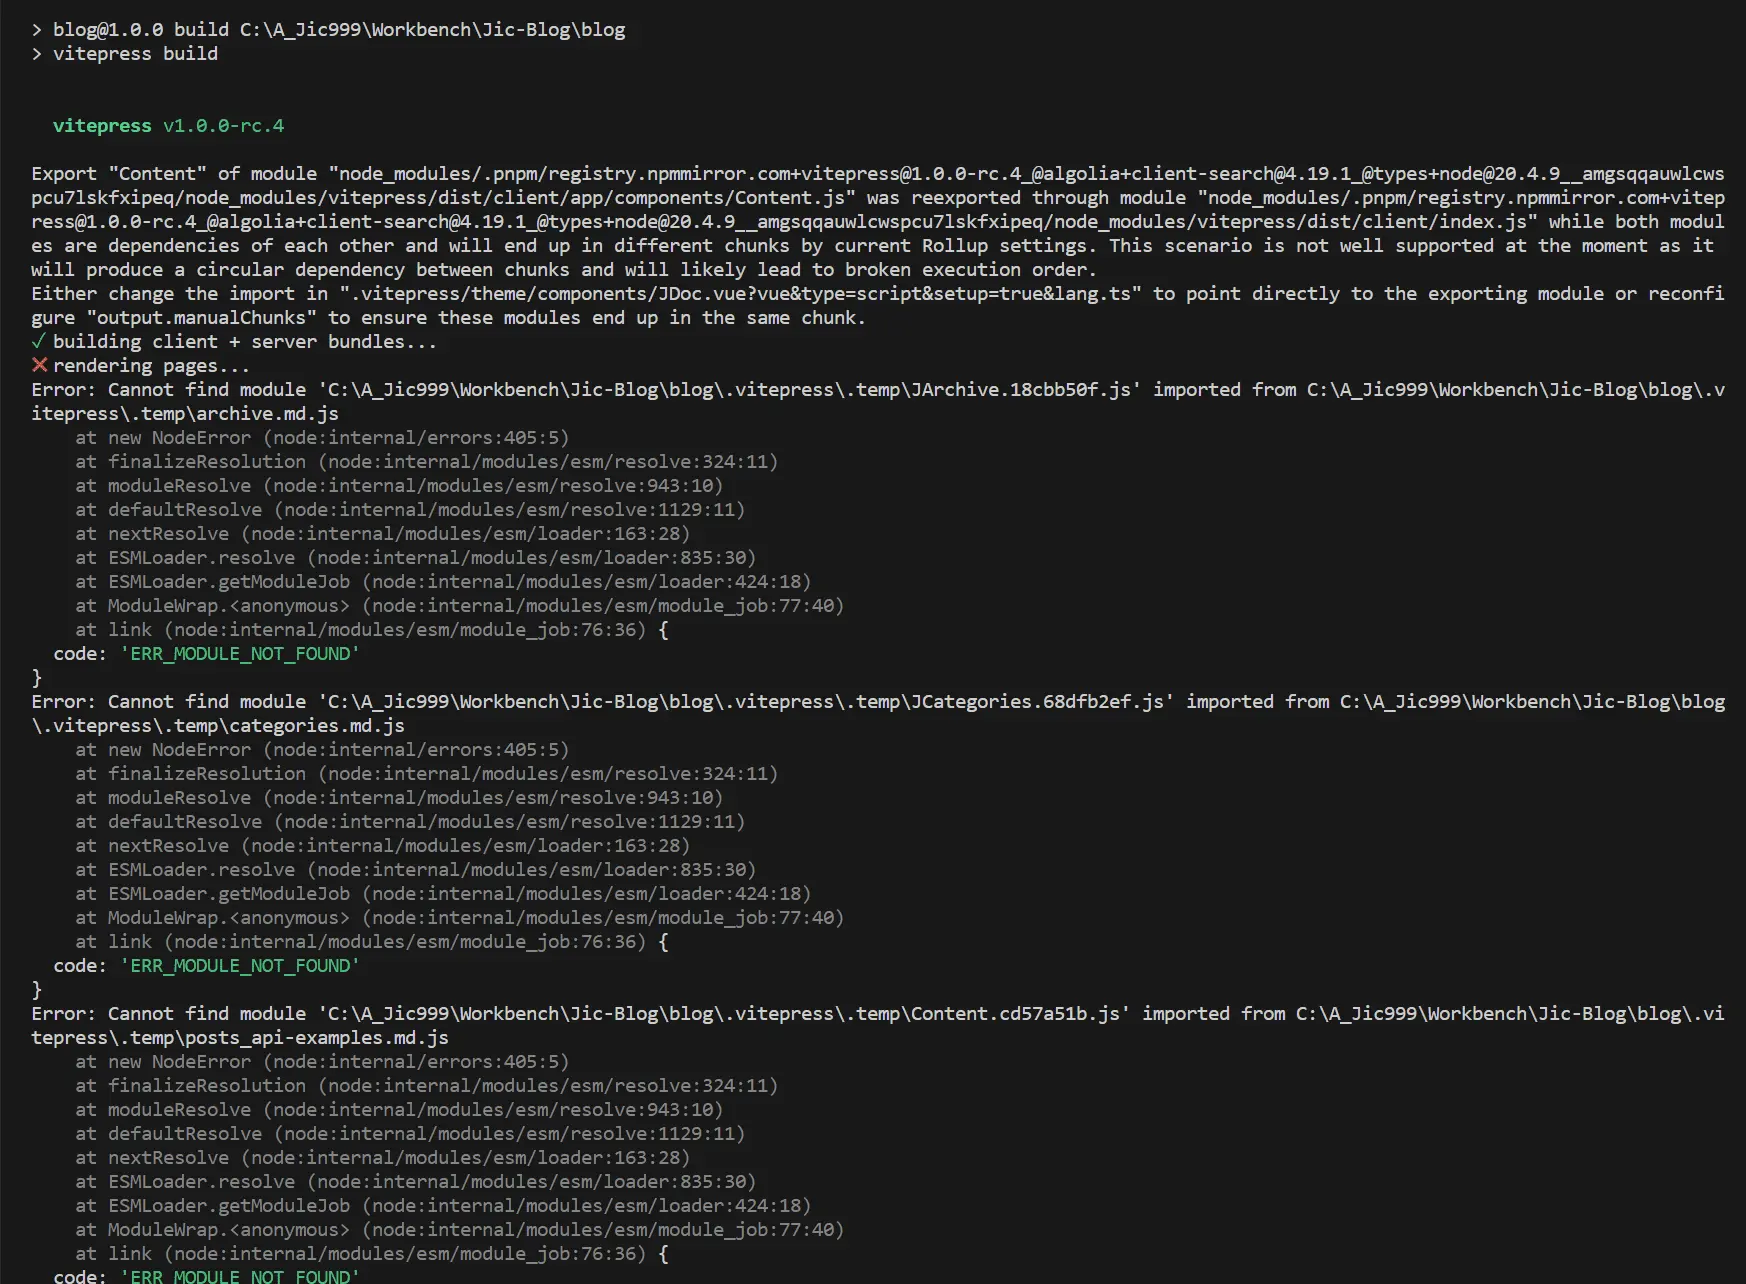 > blog@1.0.0 build C:\A_Jic999\Workbench\Jic-Blog\blog
> vitepress build
vitepress v1.0.0-rc.4
Export "Content" of module "node_modules/.pnpm/registry.npmmirror.com+vitepress@1.0.0-rc.4_@algolia+client-search@4.19.1_@types+node@20.4.9__amgsqqauwlcws
pcu7lskfxipeq/node_modules/vitepress/dist/client/app/components/Content.js" was reexported through module "node_modules/.pnpm/registry.npmmirror.com+vitep
ress@1.0.0-rc.4_@algolia+client-search@4.19.1_@types+node@20.4.9__amgsqqauwlcwspcu7lskfxipeq/node_modules/vitepress/dist/client/index.js" while both modul
es are dependencies of each other and will end up in different chunks by current Rollup settings. This scenario is not well supported at the moment as it
will produce a circular dependency between chunks and will likely lead to broken execution order.
Either change the import in ".vitepress/theme/components/JDoc.vue?vue&type=script&setup=true&lang.ts" to point directly to the exporting module or reconfi
gure "output.manualChunks" to ensure these modules end up in the same chunk.
✓ building client + server bundles...
❌ rendering pages...
Error: Cannot find module 'C:\A_Jic999\Workbench\Jic-Blog\blog\.vitepress\.temp\JArchive.18cbb50f.js' imported from C:\A_Jic999\Workbench\Jic-Blog\blog\.v
itepress\.temp\archive.md.js
    at new NodeError (node:internal/errors:405:5)
    at finalizeResolution (node:internal/modules/esm/resolve:324:11)
    at moduleResolve (node:internal/modules/esm/resolve:943:10)
    at defaultResolve (node:internal/modules/esm/resolve:1129:11)
    at nextResolve (node:internal/modules/esm/loader:163:28)
    at ESMLoader.resolve (node:internal/modules/esm/loader:835:30)
    at ESMLoader.getModuleJob (node:internal/modules/esm/loader:424:18)
    at ModuleWrap.<anonymous> (node:internal/modules/esm/module_job:77:40)
    at link (node:internal/modules/esm/module_job:76:36) {
  code: 'ERR_MODULE_NOT_FOUND'
}
Error: Cannot find module 'C:\A_Jic999\Workbench\Jic-Blog\blog\.vitepress\.temp\JCategories.68dfb2ef.js' imported from C:\A_Jic999\Workbench\Jic-Blog\blog
\.vitepress\.temp\categories.md.js
    at new NodeError (node:internal/errors:405:5)
    at finalizeResolution (node:internal/modules/esm/resolve:324:11)
    at moduleResolve (node:internal/modules/esm/resolve:943:10)
    at defaultResolve (node:internal/modules/esm/resolve:1129:11)
    at nextResolve (node:internal/modules/esm/loader:163:28)
    at ESMLoader.resolve (node:internal/modules/esm/loader:835:30)
    at ESMLoader.getModuleJob (node:internal/modules/esm/loader:424:18)
    at ModuleWrap.<anonymous> (node:internal/modules/esm/module_job:77:40)
    at link (node:internal/modules/esm/module_job:76:36) {
  code: 'ERR_MODULE_NOT_FOUND'
}
Error: Cannot find module 'C:\A_Jic999\Workbench\Jic-Blog\blog\.vitepress\.temp\Content.cd57a51b.js' imported from C:\A_Jic999\Workbench\Jic-Blog\blog\.vi
tepress\.temp\posts_api-examples.md.js
    at new NodeError (node:internal/errors:405:5)
    at finalizeResolution (node:internal/modules/esm/resolve:324:11)
    at moduleResolve (node:internal/modules/esm/resolve:943:10)
    at defaultResolve (node:internal/modules/esm/resolve:1129:11)
    at nextResolve (node:internal/modules/esm/loader:163:28)
    at ESMLoader.resolve (node:internal/modules/esm/loader:835:30)
    at ESMLoader.getModuleJob (node:internal/modules/esm/loader:424:18)
    at ModuleWrap.<anonymous> (node:internal/modules/esm/module_job:77:40)
    at link (node:internal/modules/esm/module_job:76:36) {
  code: 'ERR_MODULE_NOT_FOUND'